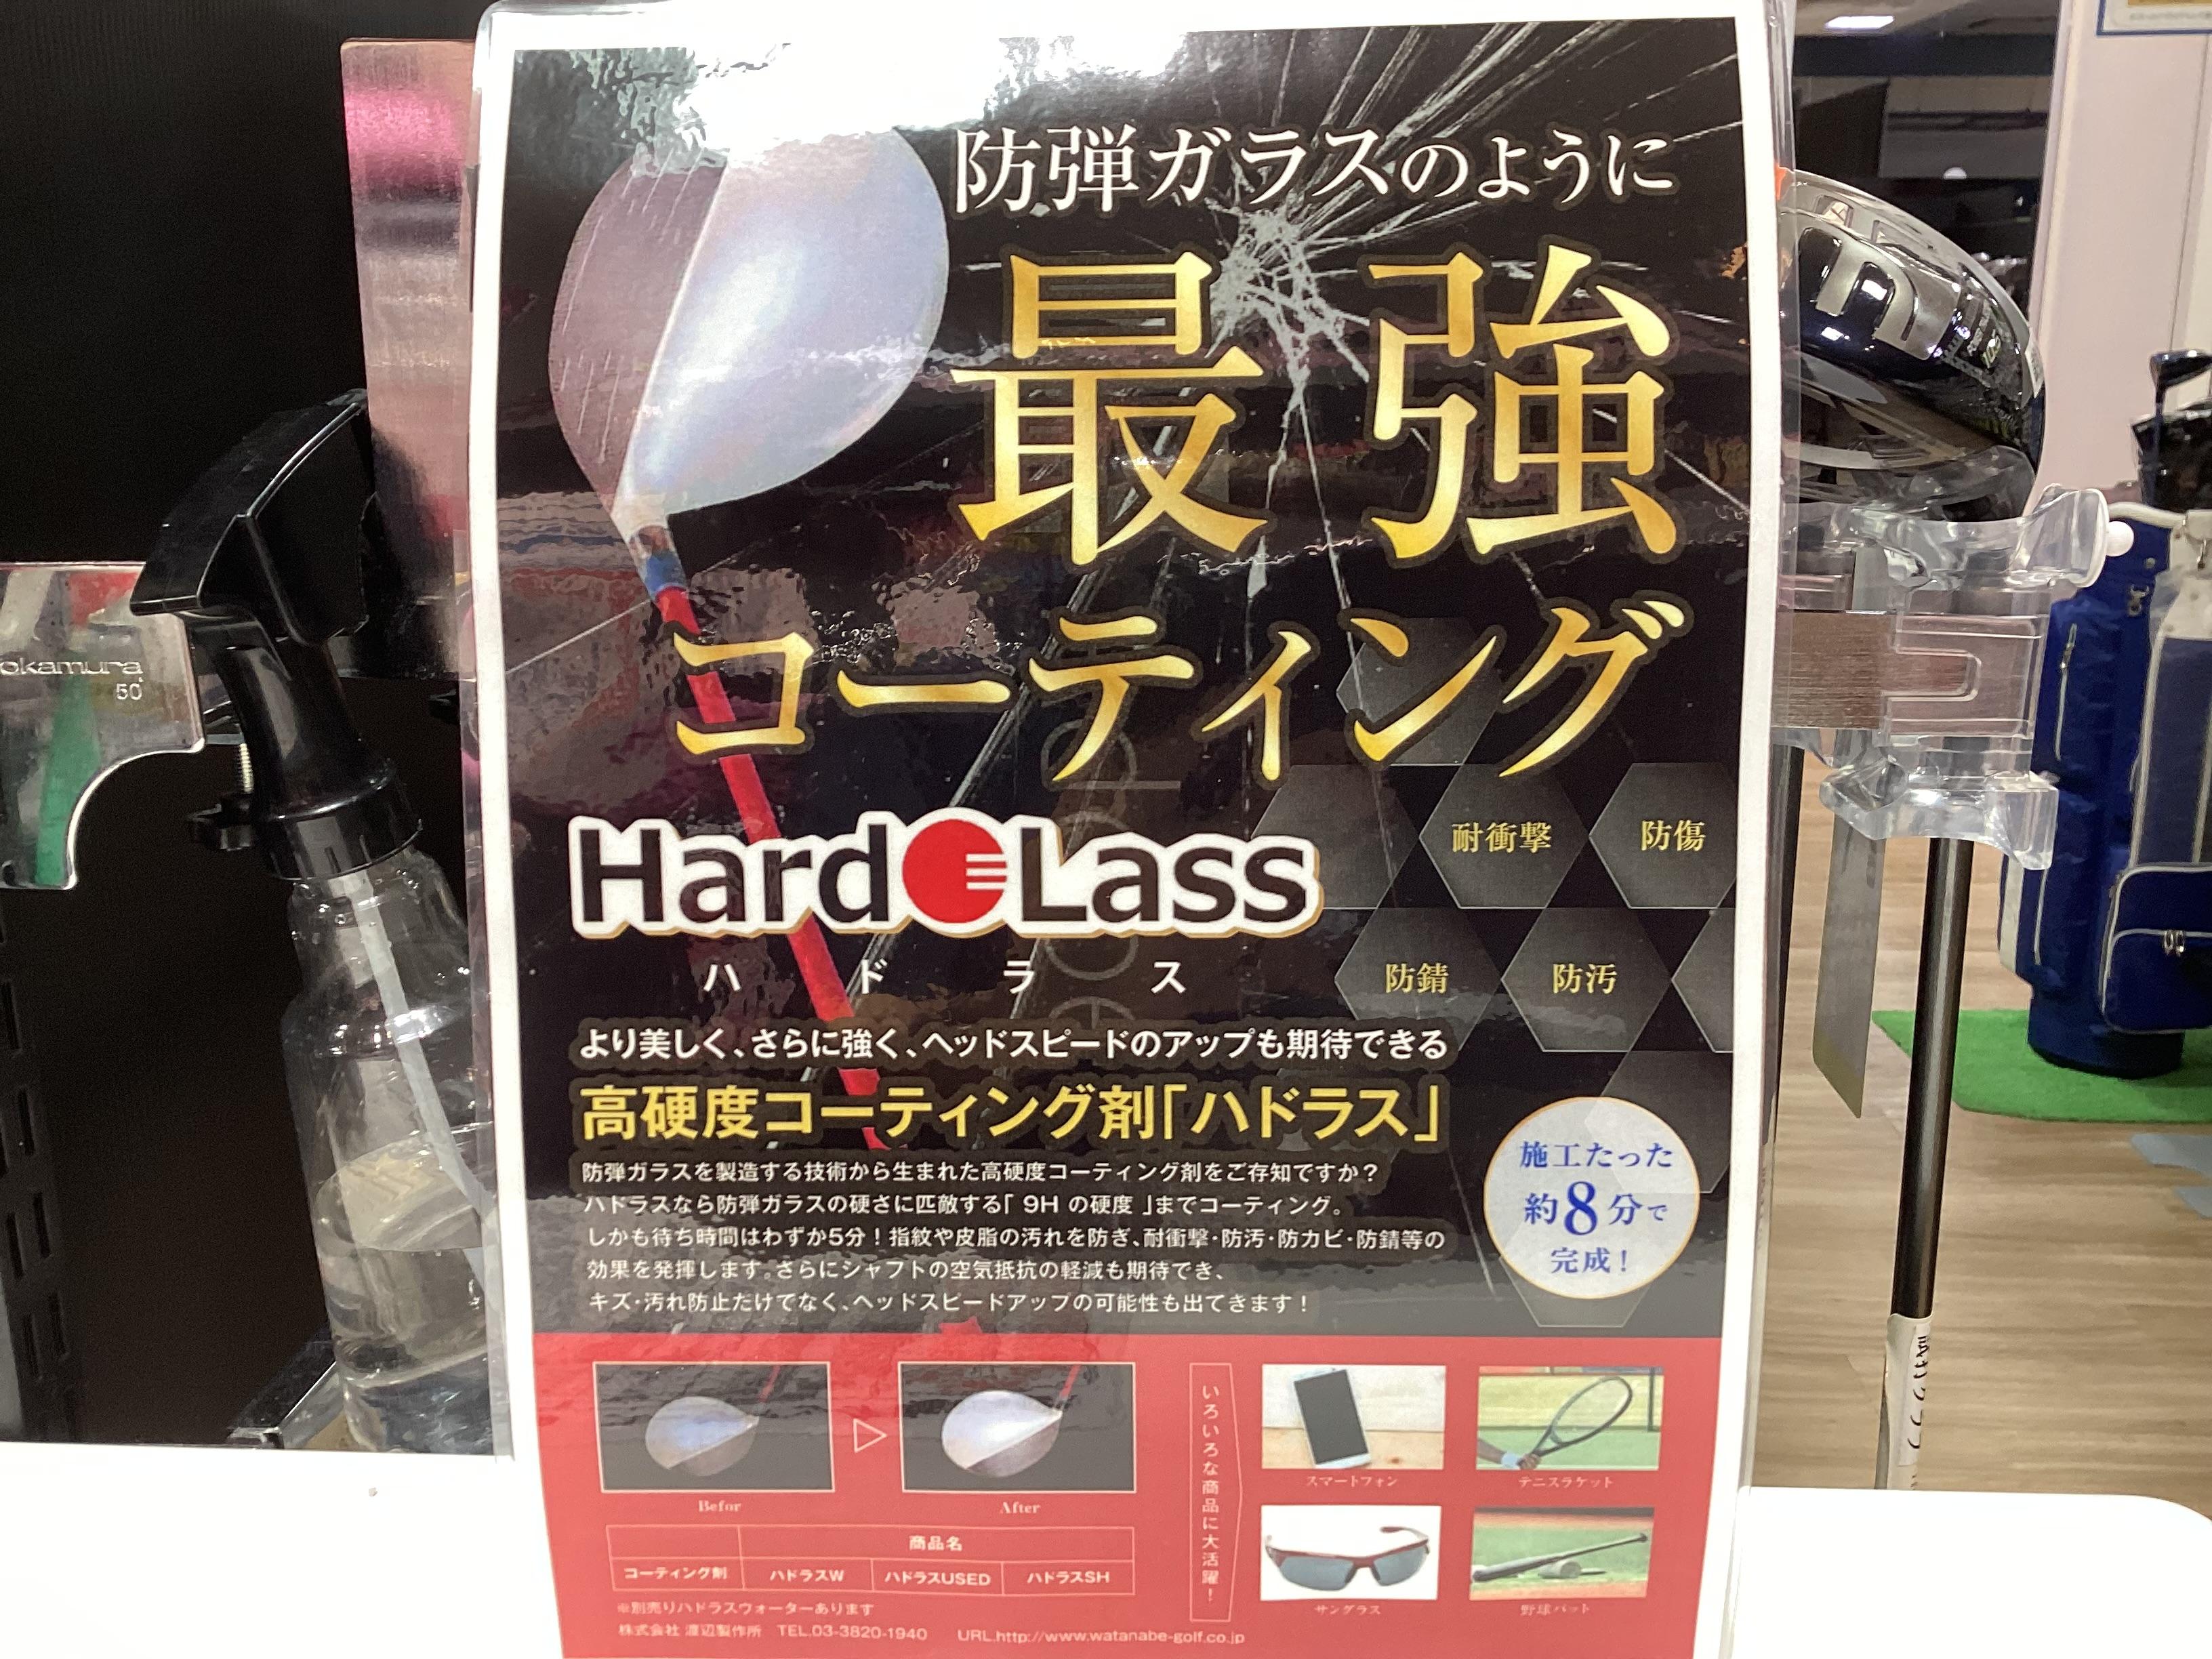 防弾ガラスのように
最強
コーティング
HardoLass
ハドラス
耐衝撃
防傷
防錆
防汚
より美しく、さらに強く、ヘッドスピードのアップも期待できる
高硬度コーティング剤「ハドラス」
防弾ガラスを製造する技術から生まれた高硬度コーティング剤をご存知ですか？
ハドラスなら防弾ガラスの硬さに匹敵する「 9H の硬度 」までコーティング。
しかも待ち時間はわずか5分！指紋や皮脂の汚れを防ぎ、耐衝撃・防汚・防カビ・防錆等の
効果を発揮します。さらにシャフトの空気抵抗の軽減も期待でき、
キズ・汚れ防止だけでなく、ヘッドスピードアップの可能性も出てきます！
施工たった
約8分で
完成！
Befor
After
商品名
コーティング剤 ハドラスW ハドラスUSED ハドラスSH
※別売りハドラスウォーターあります
株式会社 渡辺製作所 TEL.03-3820-1940 URL.http://www.watanabe-golf.co.jp
いろいろな商品に大活躍！
スマートフォン
テニスラケット
サングラス
野球バット
okamura
50